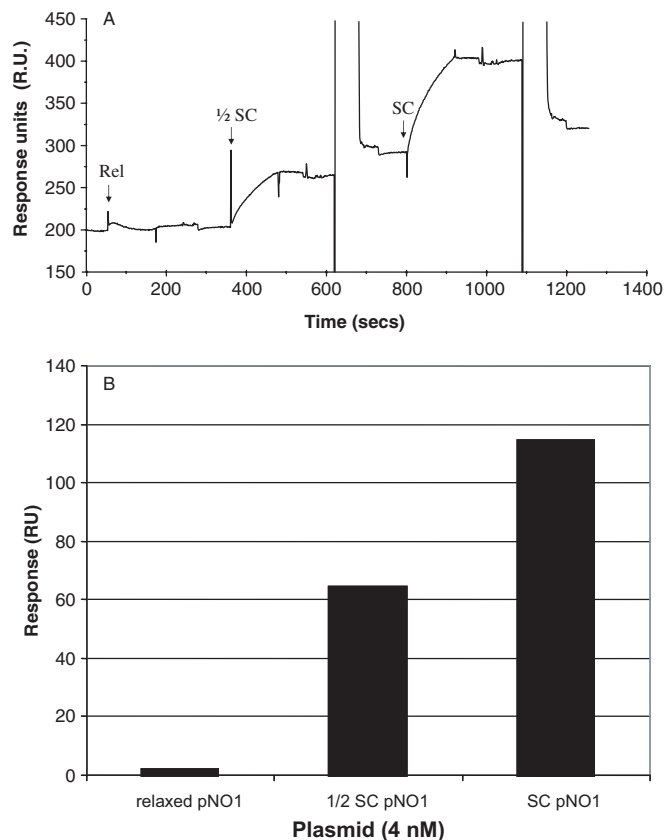 A
450
400
350
300
250
200
150
Response units (R.U.)
Rel
½ SC
SC
0 200 400 600 800 1000 1200 1400
Time (secs)
B
140
120
100
80
60
40
20
0
Response (RU)
relaxed pNO1 1/2 SC pNO1 SC pNO1
Plasmid (4 nM)